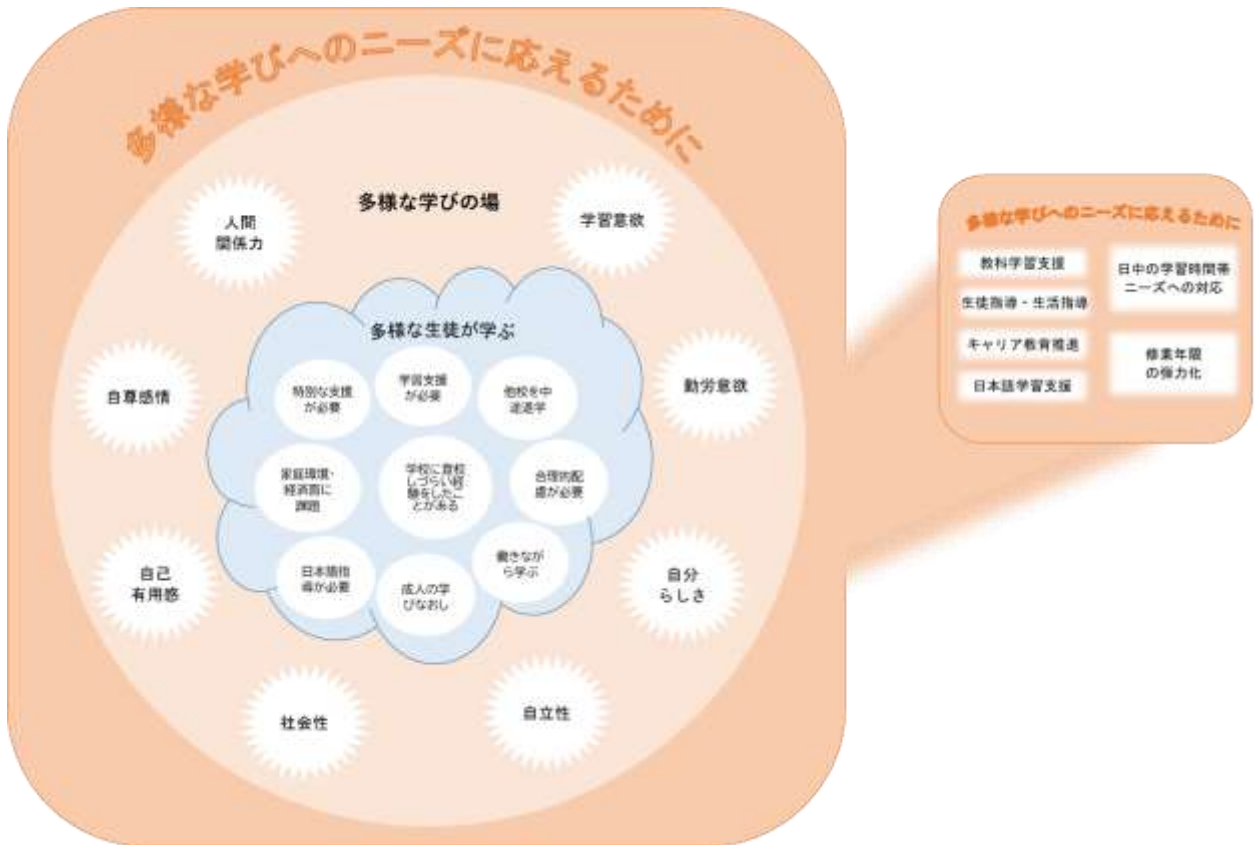 多様な学びへのニーズに応えるために
多様な学びの場
人間
関係力
学習意欲
自尊感情
勤労意欲
自己
有用感
自分
らしさ
社会性
自立性
多様な生徒が学ぶ
特別な支援
が必要
学習支援
が必要
他校を中
途退学
家庭環境・
経済面に
課題
学校に登校
しづらい経
験をしたこ
とがある
合理的配
慮が必要
日本語指
導が必要
成人の学
びなおし
働きなが
ら学ぶ
多様な学びへのニーズに応えるために
教科学習支援
生徒指導・生活指導
キャリア教育推進
日本語学習支援
日中の学習時間帯
ニーズへの対応
修業年限
の弾力化